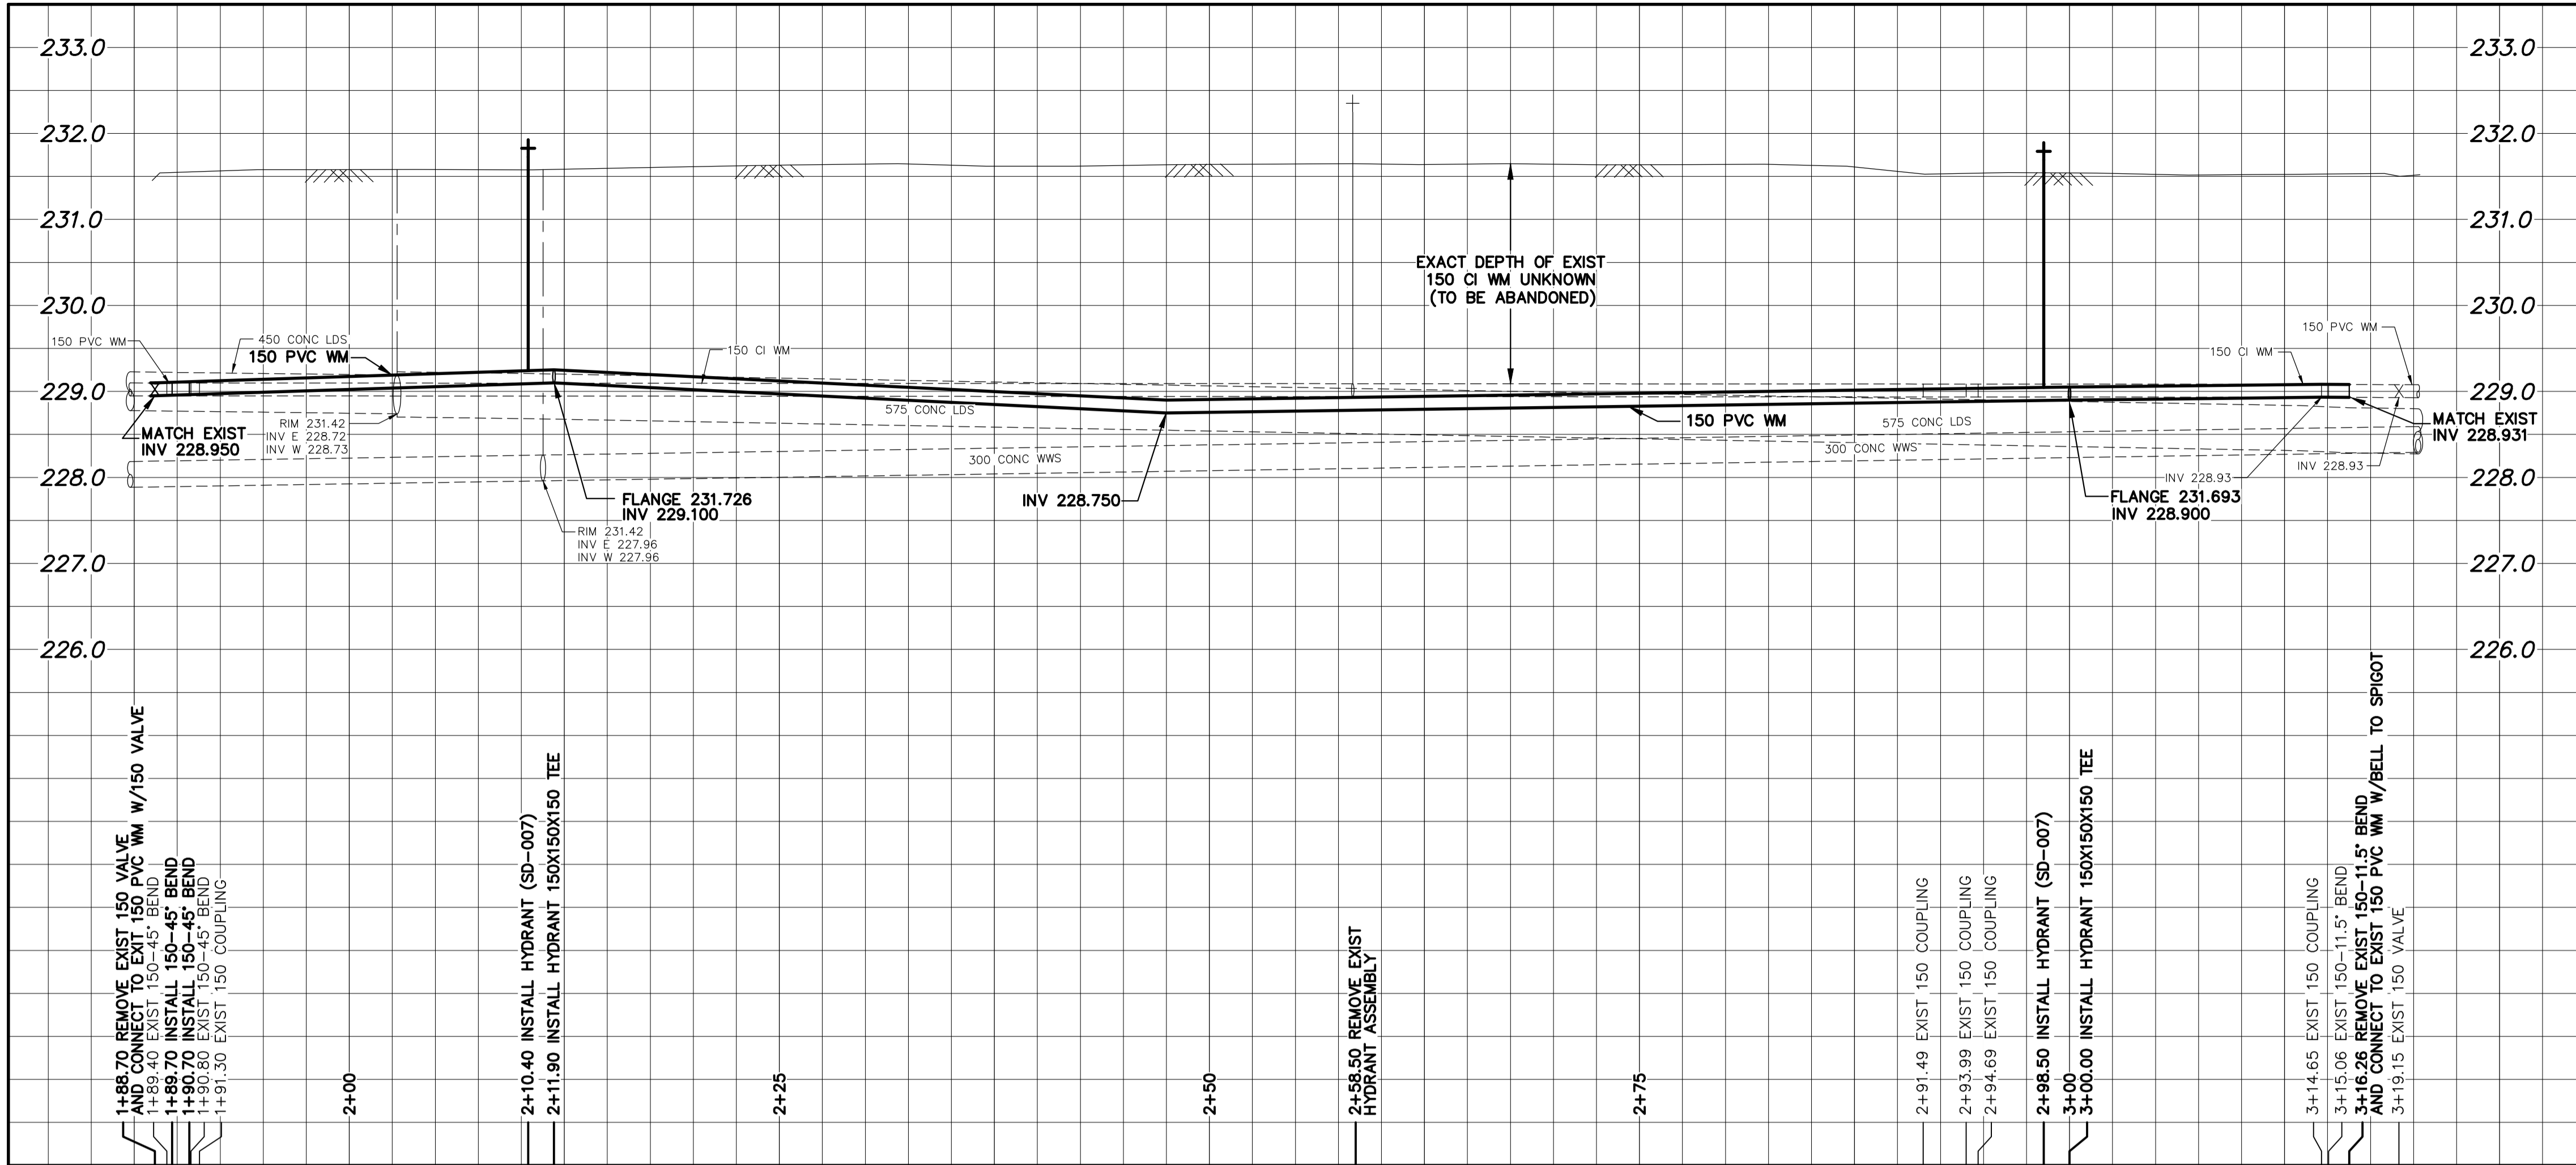 233.0
233.0
232.0
232.0
231.0
231.0
EXACT DEPTH OF EXIST
150 CI WM UNKNOWN
(TO BE ABANDONED)
230.0
230.0
150 PVC WM
450 CONC LDS
150 PVC WM
150 CI WM
150 CI WM
150 PVC WM
229.0
229.0
575 CONC LDS
150 PVC WM
575 CONC LDS
MATCH EXIST
INV 228.950
RIM 231.42
INV E 228.72
INV W 228.73
300 CONC WWS
300 CONC WWS
MATCH EXIST
INV 228.931
INV 228.93
INV 228.93
228.0
228.0
FLANGE 231.726
INV 229.100
INV 228.750
FLANGE 231.693
INV 228.900
RIM 231.42
INV E 227.96
INV W 227.96
227.0
227.0
226.0
226.0
1+88.70 REMOVE EXIST 150 VALVE
AND CONNECT TO EXIT 150 PVC WM W/150 VALVE
1+89.40 EXIST 150-45° BEND
1+89.70 INSTALL 150-45° BEND
1+90.70 INSTALL 150-45° BEND
1+90.80 EXIST 150-45° BEND
1+91.30 EXIST 150 COUPLING
2+00
2+10.40 INSTALL HYDRANT (SD-007)
2+11.90 INSTALL HYDRANT 150X150X150 TEE
2+25
2+50
2+58.50 REMOVE EXIST
HYDRANT ASSEMBLY
2+75
2+91.49 EXIST 150 COUPLING
2+93.99 EXIST 150 COUPLING
2+94.69 EXIST 150 COUPLING
2+98.50 INSTALL HYDRANT (SD-007)
3+00
3+00.00 INSTALL HYDRANT 150X150X150 TEE
3+14.65 EXIST 150 COUPLING
3+15.06 EXIST 150-11.5° BEND
3+16.26 REMOVE EXIST 150-11.5° BEND
AND CONNECT TO EXIST 150 PVC WM W/BELL TO SPIGOT
3+19.15 EXIST 150 VALVE